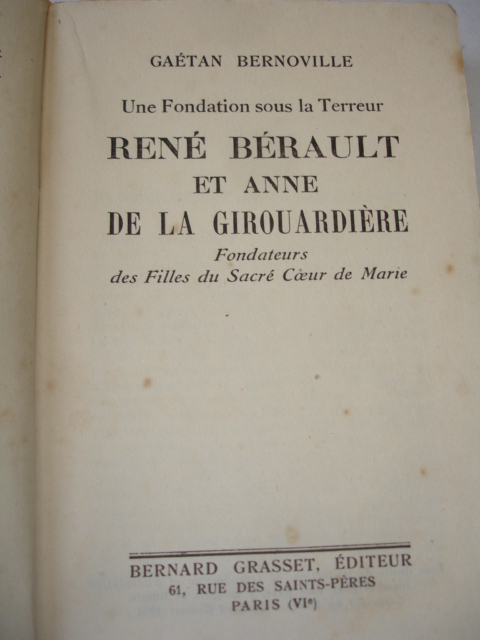 GAÉTAN BERNOVILLE
Une Fondation sous la Terreur
RENÉ BÉRAULT
ET ANNE
DE LA GIROUARDIÈRE
Fondateurs
des Filles du Sacré Cœur de Marie
BERNARD GRASSET, ÉDITEUR
61, RUE DES SAINTS-PÈRES
PARIS (VIᵉ)